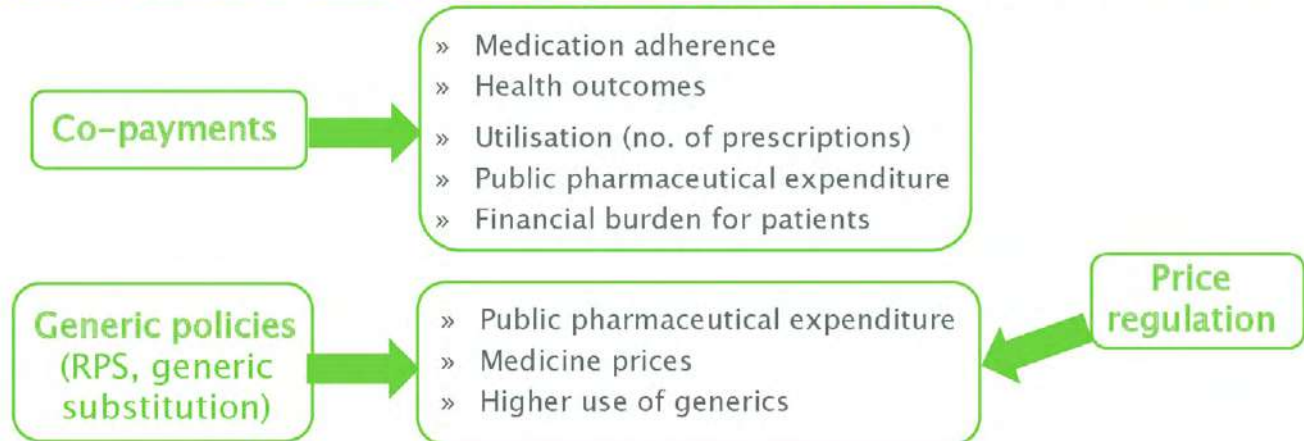 Co-payments
» Medication adherence
» Health outcomes
» Utilisation (no. of prescriptions)
» Public pharmaceutical expenditure
» Financial burden for patients
Generic policies
(RPS, generic
substitution)
» Public pharmaceutical expenditure
» Medicine prices
» Higher use of generics
Price
regulation